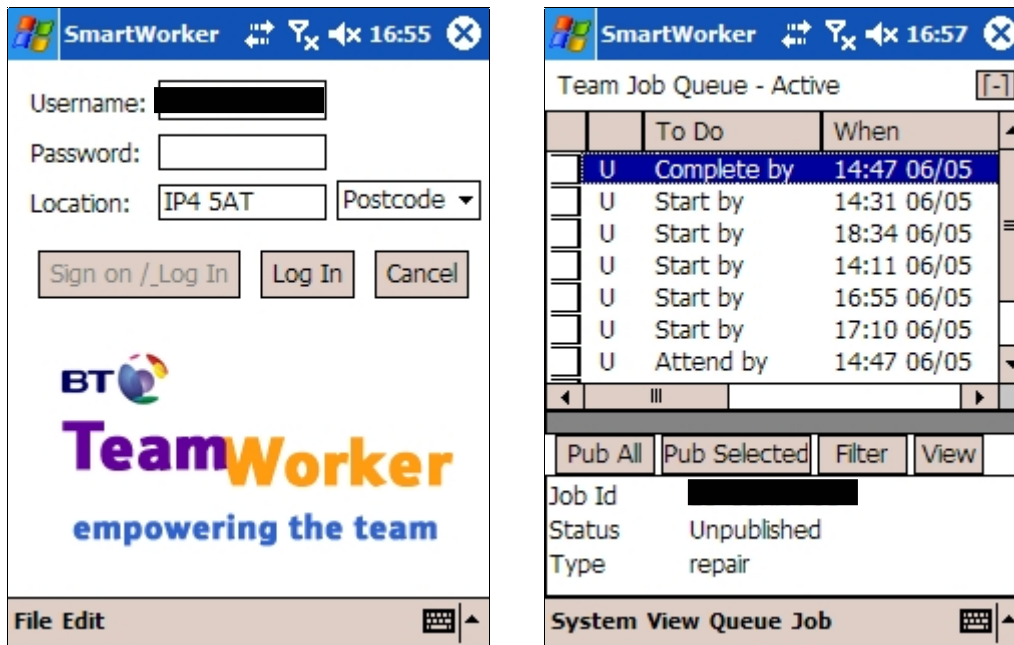 SmartWorker 16:55
Username:
Password:
Location: IP4 5AT Postcode
Sign on /_Log In Log In Cancel
BT
TeamWorker
empowering the team
File Edit
SmartWorker 16:57
Team Job Queue - Active [-]
To Do When
U Complete by 14:47 06/05
U Start by 14:31 06/05
U Start by 18:34 06/05
U Start by 14:11 06/05
U Start by 16:55 06/05
U Start by 17:10 06/05
U Attend by 14:47 06/05
Pub All Pub Selected Filter View
Job Id
Status Unpublished
Type repair
System View Queue Job